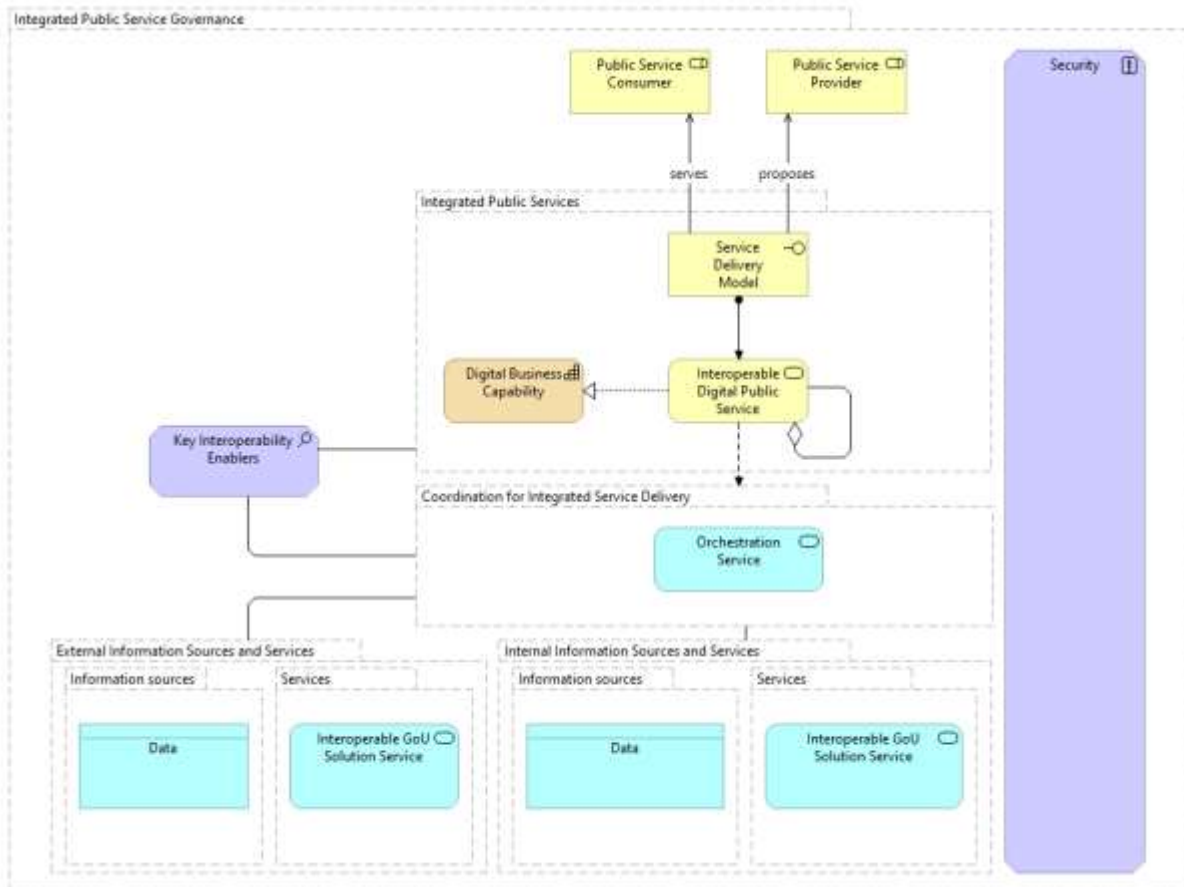 Integrated Public Service Governance
Public Service
Consumer
Public Service
Provider
Security
serves
proposes
Integrated Public Services
Service
Delivery
Model
Digital Business
Capability
Interoperable
Digital Public
Service
Key Interoperability
Enablers
Coordination for Integrated Service Delivery
Orchestration
Service
External Information Sources and Services
Information sources
Services
Data
Interoperable GoU
Solution Service
Internal Information Sources and Services
Information sources
Services
Data
Interoperable GoU
Solution Service